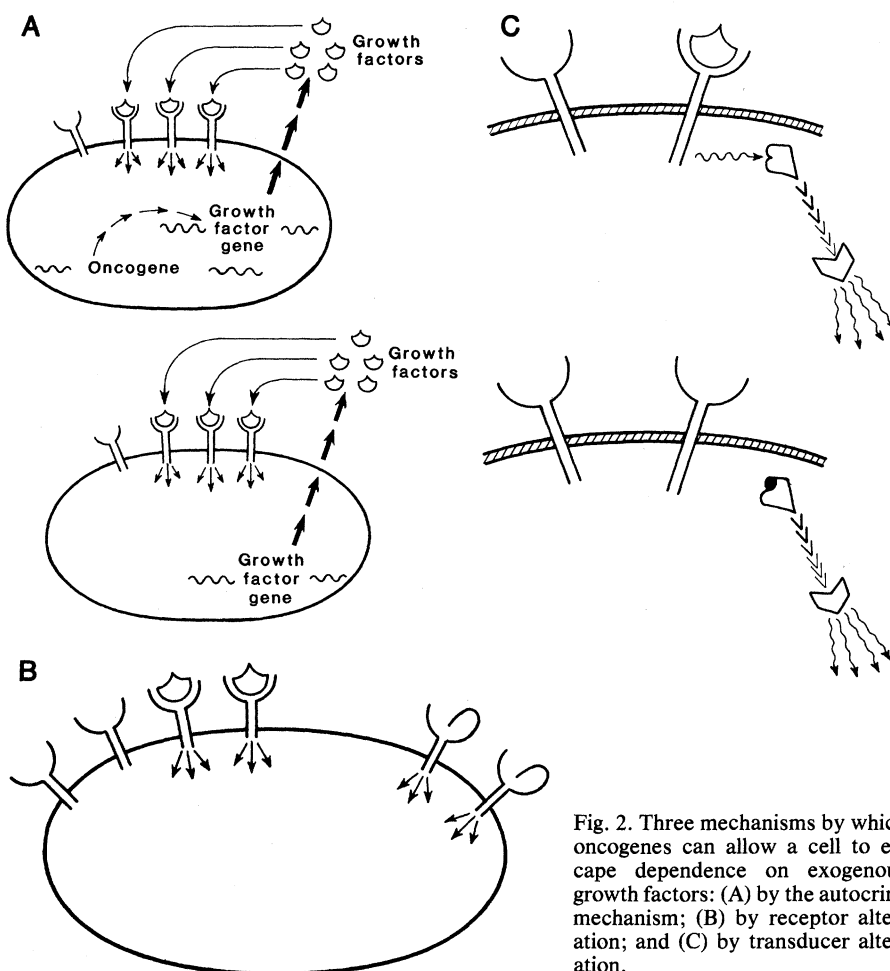 A
Growth
factors
Growth
factor
gene
Oncogene
Growth
factors
Growth
factor
gene
B
C
Fig. 2. Three mechanisms by whic
oncogenes can allow a cell to e
cape dependence on exogenou
growth factors: (A) by the autocrin
mechanism; (B) by receptor alte
ation; and (C) by transducer alte
ation.